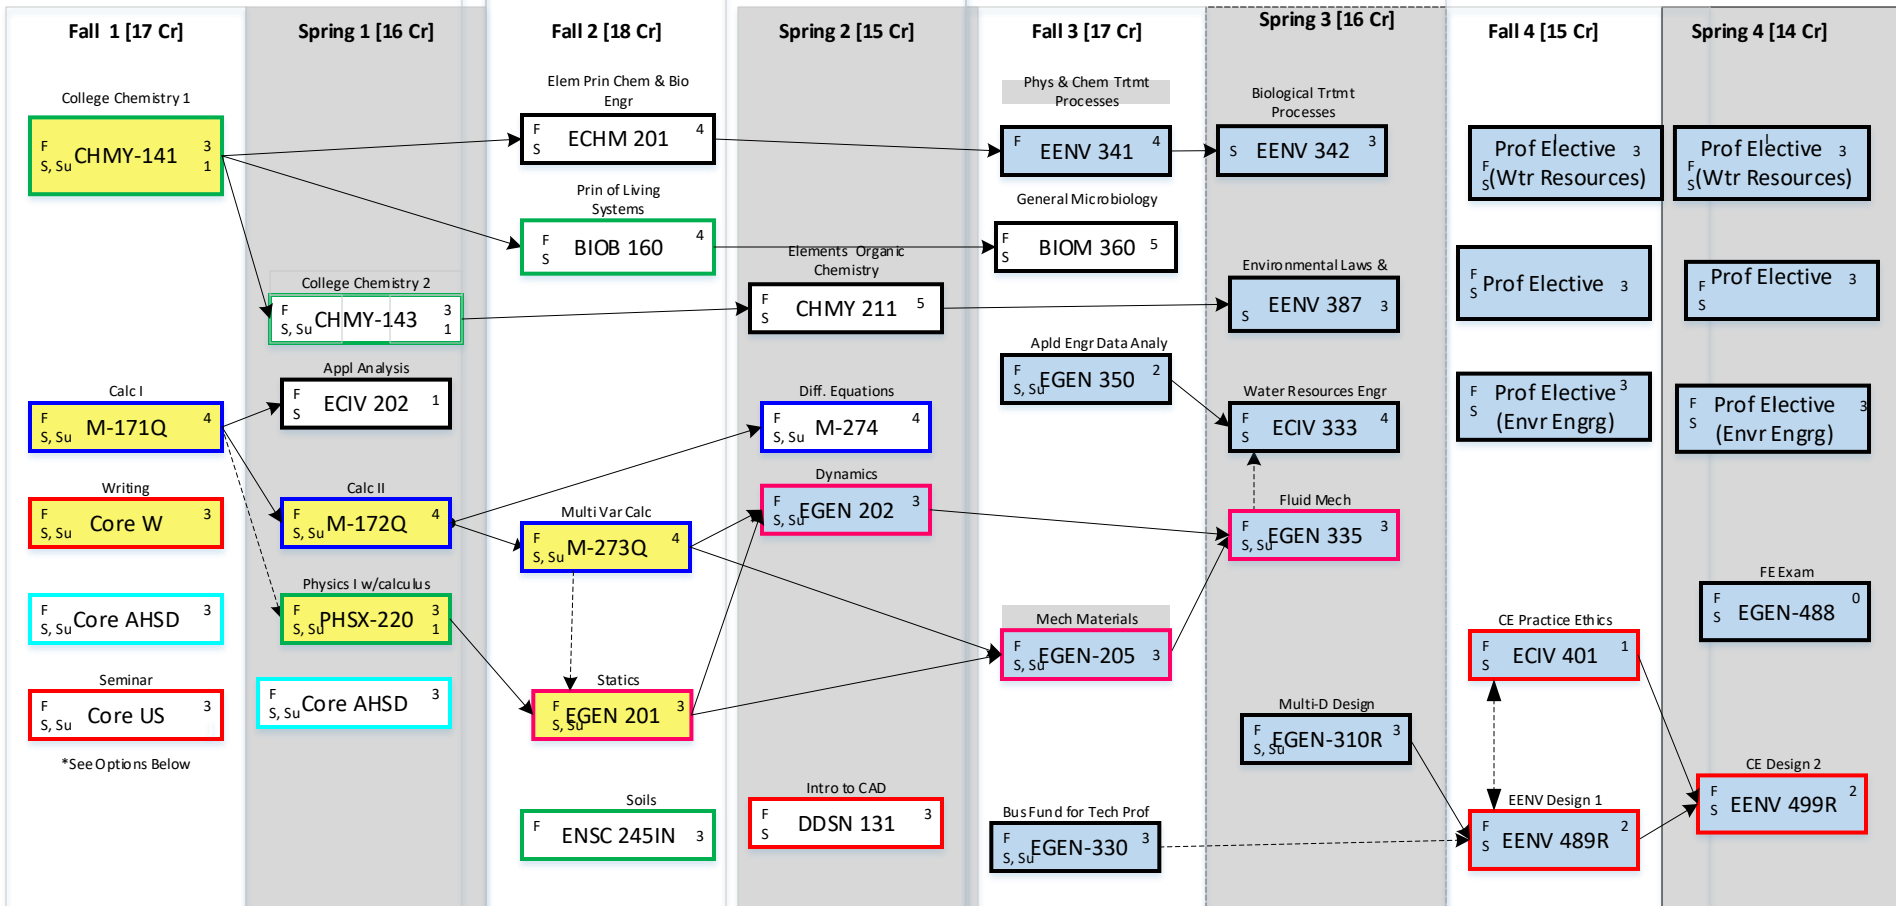 Fall  1 [17 Cr]
College Chemistry 1
F
S, Su
CHMY-141
3
1
Calc I
F
S, Su
M-171Q
4
Writing
F
S, Su
Core W
3
F
S, Su
Core AHSD
3
Seminar
F
S, Su
Core US
3
*See Options Below
Spring 1 [16 Cr]
College Chemistry 2
F
S, Su
CHMY-143
3
1
Appl Analysis
F
S
ECIV 202
1
Calc II
F
S, Su
M-172Q
4
Physics I w/calculus
F
S, Su
PHSX-220
3
1
F
S, Su
Core AHSD
3
Fall 2 [18 Cr]
Elem Prin Chem & Bio
Engr
F
S
ECHM 201
4
Prin of Living
Systems
F
S
BIOB 160
4
Multi Var Calc
F
S, Su
M-273Q
4
Statics
F
S, Su
EGEN 201
3
Soils
F
ENSC 245IN
3
Spring 2 [15 Cr]
Elements  Organic
Chemistry
F
S
CHMY 211
5
Diff. Equations
F
S, Su
M-274
4
Dynamics
F
S, Su
EGEN 202
3
Intro to CAD
F
S
DDSN 131
3
Fall 3 [17 Cr]
Phys & Chem Trtmt
Processes
F
EENV 341
4
General Microbiology
F
S
BIOM 360
5
Apld Engr Data Analy
F
S, Su
EGEN 350
2
Mech Materials
F
S, Su
EGEN-205
3
Bus Fund for Tech Prof
F
S, Su
EGEN-330
3
Spring 3 [16 Cr]
Biological Trtmt
Processes
S
EENV 342
3
Environmental Laws &
S
EENV 387
3
Water Resources Engr
F
S
ECIV 333
4
Fluid Mech
F
S, Su
EGEN 335
3
Multi-D Design
F
S, Su
EGEN-310R
3
Fall 4 [15 Cr]
F
S
Prof Elective
(Wtr Resources)
3
F
S
Prof Elective
3
F
S
Prof Elective
(Envr Engrg)
3
CE Practice Ethics
F
S
ECIV 401
1
EENV Design 1
F
S
EENV 489R
2
Spring 4 [14 Cr]
F
S
Prof Elective
(Wtr Resources)
3
F
S
Prof Elective
3
F
S
Prof Elective
(Envr Engrg)
3
FE Exam
F
S
EGEN-488
0
CE Design 2
F
S
EENV 499R
2